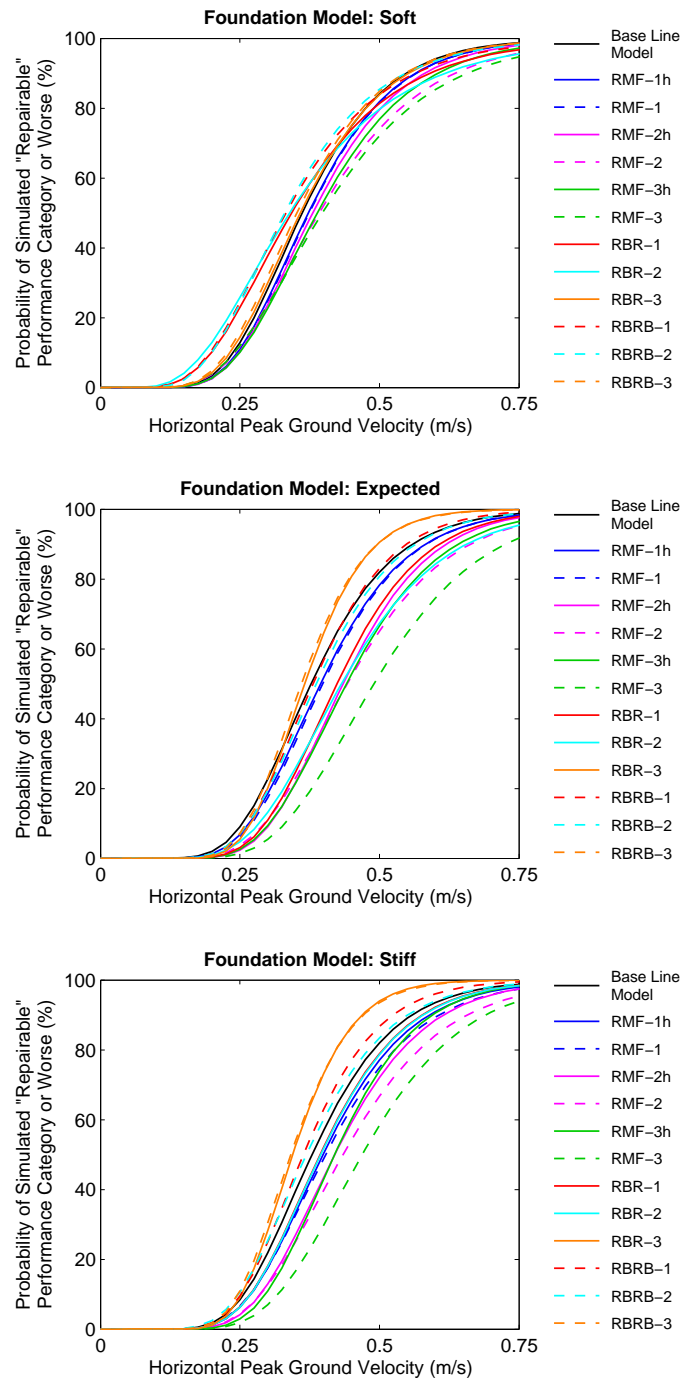 Foundation Model: Soft
Probability of Simulated "Repairable"
Performance Category or Worse (%)
100
80
60
40
20
0
0
0.25
0.5
0.75
Horizontal Peak Ground Velocity (m/s)
Base Line
Model
RMF-1h
RMF-1
RMF-2h
RMF-2
RMF-3h
RMF-3
RBR-1
RBR-2
RBR-3
RBRB-1
RBRB-2
RBRB-3
Foundation Model: Expected
Probability of Simulated "Repairable"
Performance Category or Worse (%)
100
80
60
40
20
0
0
0.25
0.5
0.75
Horizontal Peak Ground Velocity (m/s)
Base Line
Model
RMF-1h
RMF-1
RMF-2h
RMF-2
RMF-3h
RMF-3
RBR-1
RBR-2
RBR-3
RBRB-1
RBRB-2
RBRB-3
Foundation Model: Stiff
Probability of Simulated "Repairable"
Performance Category or Worse (%)
100
80
60
40
20
0
0
0.25
0.5
0.75
Horizontal Peak Ground Velocity (m/s)
Base Line
Model
RMF-1h
RMF-1
RMF-2h
RMF-2
RMF-3h
RMF-3
RBR-1
RBR-2
RBR-3
RBRB-1
RBRB-2
RBRB-3